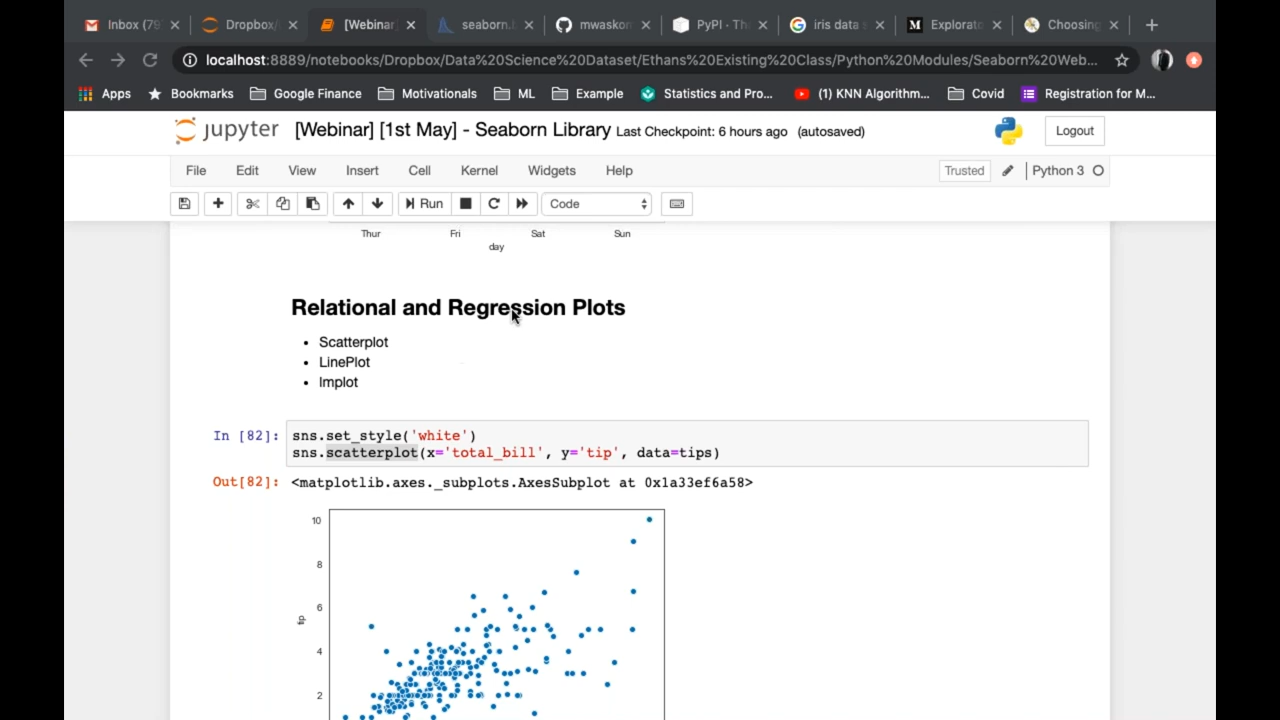 Inbox (79
Dropbox/
[Webinar
seaborn.b
mwaskom
PyPI · Th
iris data s
Explorato
Choosing
localhost:8889/notebooks/Dropbox/Data%20Science%20Dataset/Ethans%20Existing%20Class/Python%20Modules/Seaborn%20Web...
Apps
Bookmarks
Google Finance
Motivationals
ML
Example
Statistics and Pro...
(1) KNN Algorithm...
Covid
Registration for M...
jupyter [Webinar] [1st May] - Seaborn Library Last Checkpoint: 6 hours ago (autosaved)
Logout
File Edit View Insert Cell Kernel Widgets Help
Trusted
Python 3
Run
Code
Thur Fri Sat Sun
day
Relational and Regression Plots
• Scatterplot
• LinePlot
• lmplot
In [82]: sns.set_style('white')
sns.scatterplot(x='total_bill', y='tip', data=tips)
Out[82]: <matplotlib.axes._subplots.AxesSubplot at 0x1a33ef6a58>
10
8
6
tip
4
2